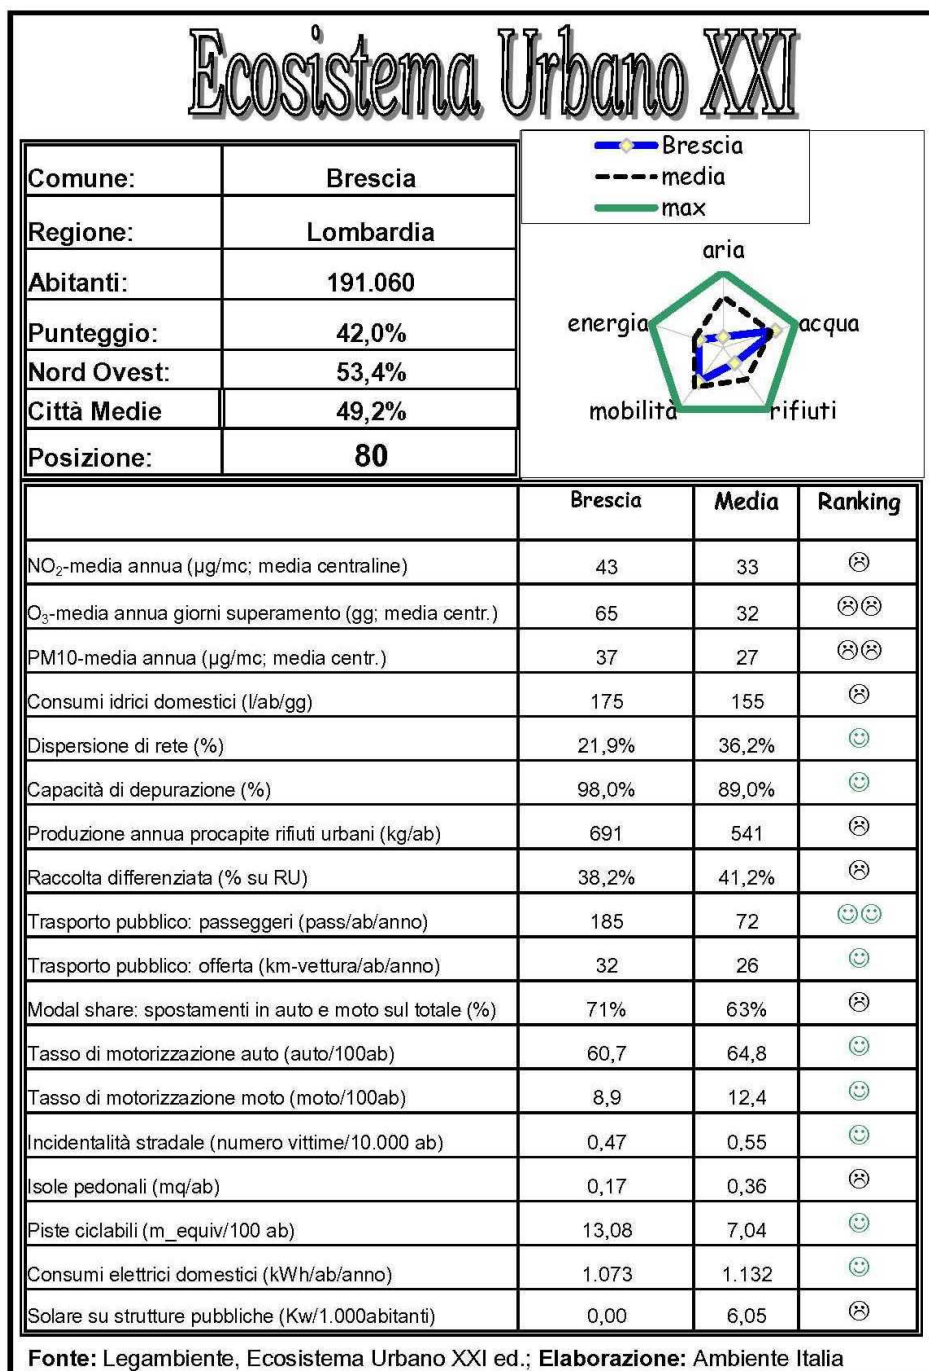 Ecosistema Urbano XXI
Comune: Brescia
Regione: Lombardia
Abitanti: 191.060
Punteggio: 42,0%
Nord Ovest: 53,4%
Città Medie 49,2%
Posizione: 80
Brescia
media
max
aria
energia
acqua
mobilità
rifiuti
Brescia Media Ranking
NO₂-media annua (µg/mc; media centraline) 43 33 ☹
O₃-media annua giorni superamento (gg; media centr.) 65 32 ☹☹
PM10-media annua (µg/mc; media centr.) 37 27 ☹☹
Consumi idrici domestici (l/ab/gg) 175 155 ☹
Dispersione di rete (%) 21,9% 36,2% ☺
Capacità di depurazione (%) 98,0% 89,0% ☺
Produzione annua procapite rifiuti urbani (kg/ab) 691 541 ☹
Raccolta differenziata (% su RU) 38,2% 41,2% ☹
Trasporto pubblico: passeggeri (pass/ab/anno) 185 72 ☺☺
Trasporto pubblico: offerta (km-vettura/ab/anno) 32 26 ☺
Modal share: spostamenti in auto e moto sul totale (%) 71% 63% ☹
Tasso di motorizzazione auto (auto/100ab) 60,7 64,8 ☺
Tasso di motorizzazione moto (moto/100ab) 8,9 12,4 ☺
Incidentalità stradale (numero vittime/10.000 ab) 0,47 0,55 ☺
Isole pedonali (mq/ab) 0,17 0,36 ☹
Piste ciclabili (m_equiv/100 ab) 13,08 7,04 ☺
Consumi elettrici domestici (kWh/ab/anno) 1.073 1.132 ☺
Solare su strutture pubbliche (Kw/1.000abitanti) 0,00 6,05 ☹
Fonte: Legambiente, Ecosistema Urbano XXI ed.; Elaborazione: Ambiente Italia